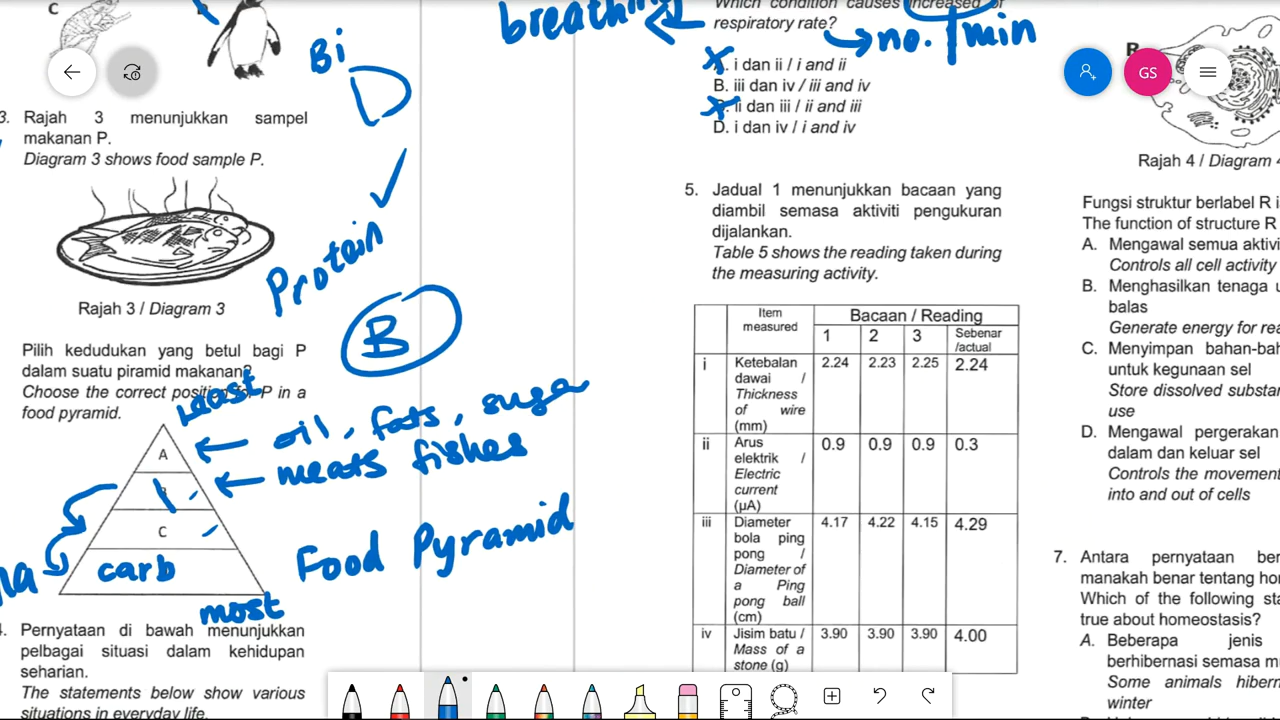 C
Bi
D
3. Rajah 3 menunjukkan sampel
makanan P.
Diagram 3 shows food sample P.
Protein
Rajah 3 / Diagram 3
B
Pilih kedudukan yang betul bagi P
dalam suatu piramid makanan?
Choose the correct position for P in a
food pyramid.
Least
A
oil, fats, suga
meats fishes
C
carb
most
Food Pyramid
4. Pernyataan di bawah menunjukkan
pelbagai situasi dalam kehidupan
seharian.
The statements below show various
situations in everyday life.
Which condition causes increased of
respiratory rate?
no. / min
A. i dan ii / i and ii
B. iii dan iv / iii and iv
C. ii dan iii / ii and iii
D. i dan iv / i and iv
5. Jadual 1 menunjukkan bacaan yang
diambil semasa aktiviti pengukuran
dijalankan.
Table 5 shows the reading taken during
the measuring activity.
Item measured Bacaan / Reading
1 2 3 Sebenar /actual
i Ketebalan dawai / Thickness of wire (mm) 2.24 2.23 2.25 2.24
ii Arus elektrik / Electric current (µA) 0.9 0.9 0.9 0.3
iii Diameter bola ping pong / Diameter of a Ping pong ball (cm) 4.17 4.22 4.15 4.29
iv Jisim batu / Mass of a stone (g) 3.90 3.90 3.90 4.00
GS
R
Rajah 4 / Diagram 4
Fungsi struktur berlabel R i
The function of structure R
A. Mengawal semua aktivi
Controls all cell activity
B. Menghasilkan tenaga u
balas
Generate energy for rea
C. Menyimpan bahan-bah
untuk kegunaan sel
Store dissolved substan
use
D. Mengawal pergerakan
dalam dan keluar sel
Controls the movement
into and out of cells
7. Antara pernyataan ber
manakah benar tentang ho
Which of the following sta
true about homeostasis?
A. Beberapa jenis
berhibernasi semasa mu
Some animals hibern
winter